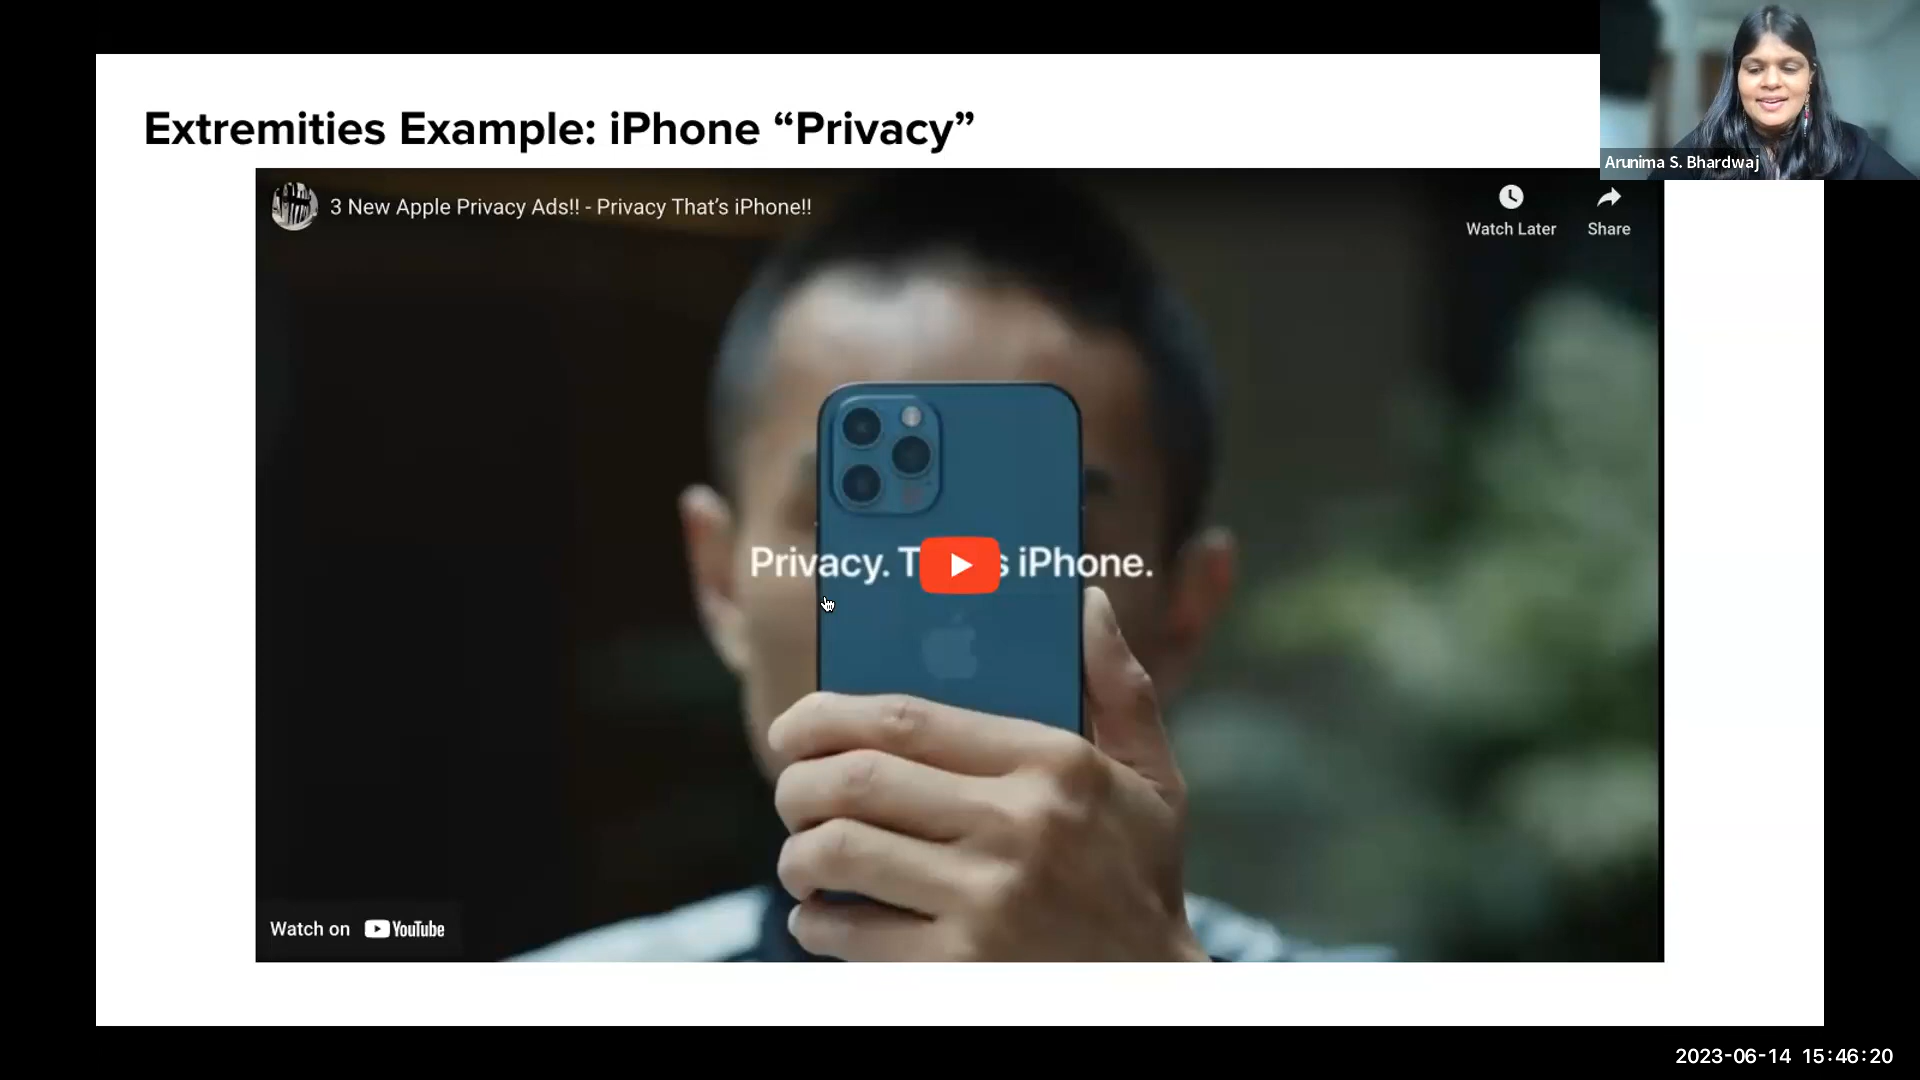 Extremities Example: iPhone “Privacy”
Arunima S. Bhardwaj
3 New Apple Privacy Ads!! - Privacy That’s iPhone!!
Watch Later
Share
Privacy. T s iPhone.
Watch on YouTube
2023-06-14 15:46:20